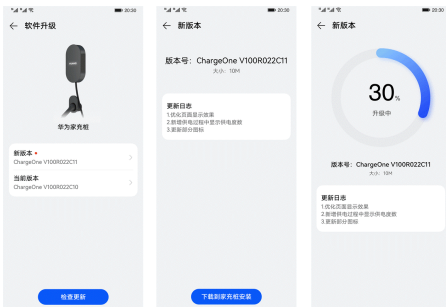 20:30
软件升级
HUAWEI
华为家充桩
新版本
ChargeOne V100R022C11
当前版本
ChargeOne V100R022C10
检查更新
20:30
新版本
版本号：ChargeOne V100R022C11
大小：10M
更新日志
1.优化页面显示效果
2.新增供电过程中显示供电度数
3.更新部分图标
下载到家充桩安装
20:30
新版本
30%
升级中
版本号：ChargeOne V100R022C11
大小：10M
更新日志
1.优化页面显示效果
2.新增供电过程中显示供电度数
3.更新部分图标